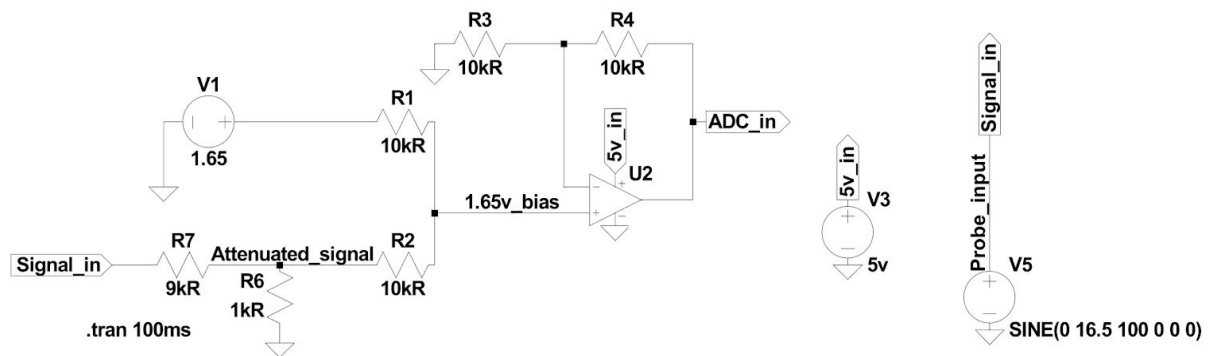 R3
10kR
R4
10kR
V1
1.65
R1
10kR
5v_in
U2
ADC_in
1.65v_bias
Signal_in
R7
9kR
Attenuated_signal
R6
1kR
R2
10kR
.tran 100ms
5v_in
V3
5v
Signal_in
Probe_input
V5
SINE(0 16.5 100 0 0 0)